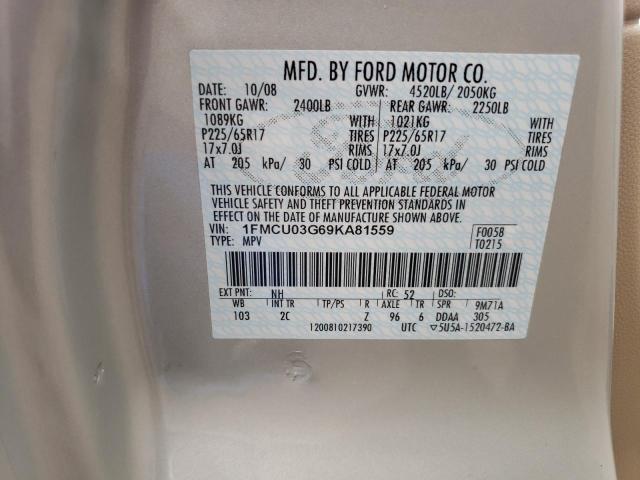 MFD. BY FORD MOTOR CO.
DATE: 10/08 GVWR: 4520LB/ 2050KG
FRONT GAWR: 2400LB REAR GAWR: 2250LB
1089KG WITH 1021KG WITH
P225/65R17 TIRES P225/65R17 TIRES
17x7.0J RIMS 17x7.0J RIMS
AT 205 kPa/ 30 PSI COLD AT 205 kPa/ 30 PSI COLD
THIS VEHICLE CONFORMS TO ALL APPLICABLE FEDERAL MOTOR
VEHICLE SAFETY AND THEFT PREVENTION STANDARDS IN
EFFECT ON THE DATE OF MANUFACTURE SHOWN ABOVE.
VIN: 1FMCU03G69KA81559 F0058
TYPE: MPV T0215
EXT PNT: NH RC: 52 DSO:
WB INT TR TP/PS R AXLE TR SPR 9M71A
103 2C Z 96 6 DDAA 305
1200810217390 UTC ▽5U5A-1520472-BA